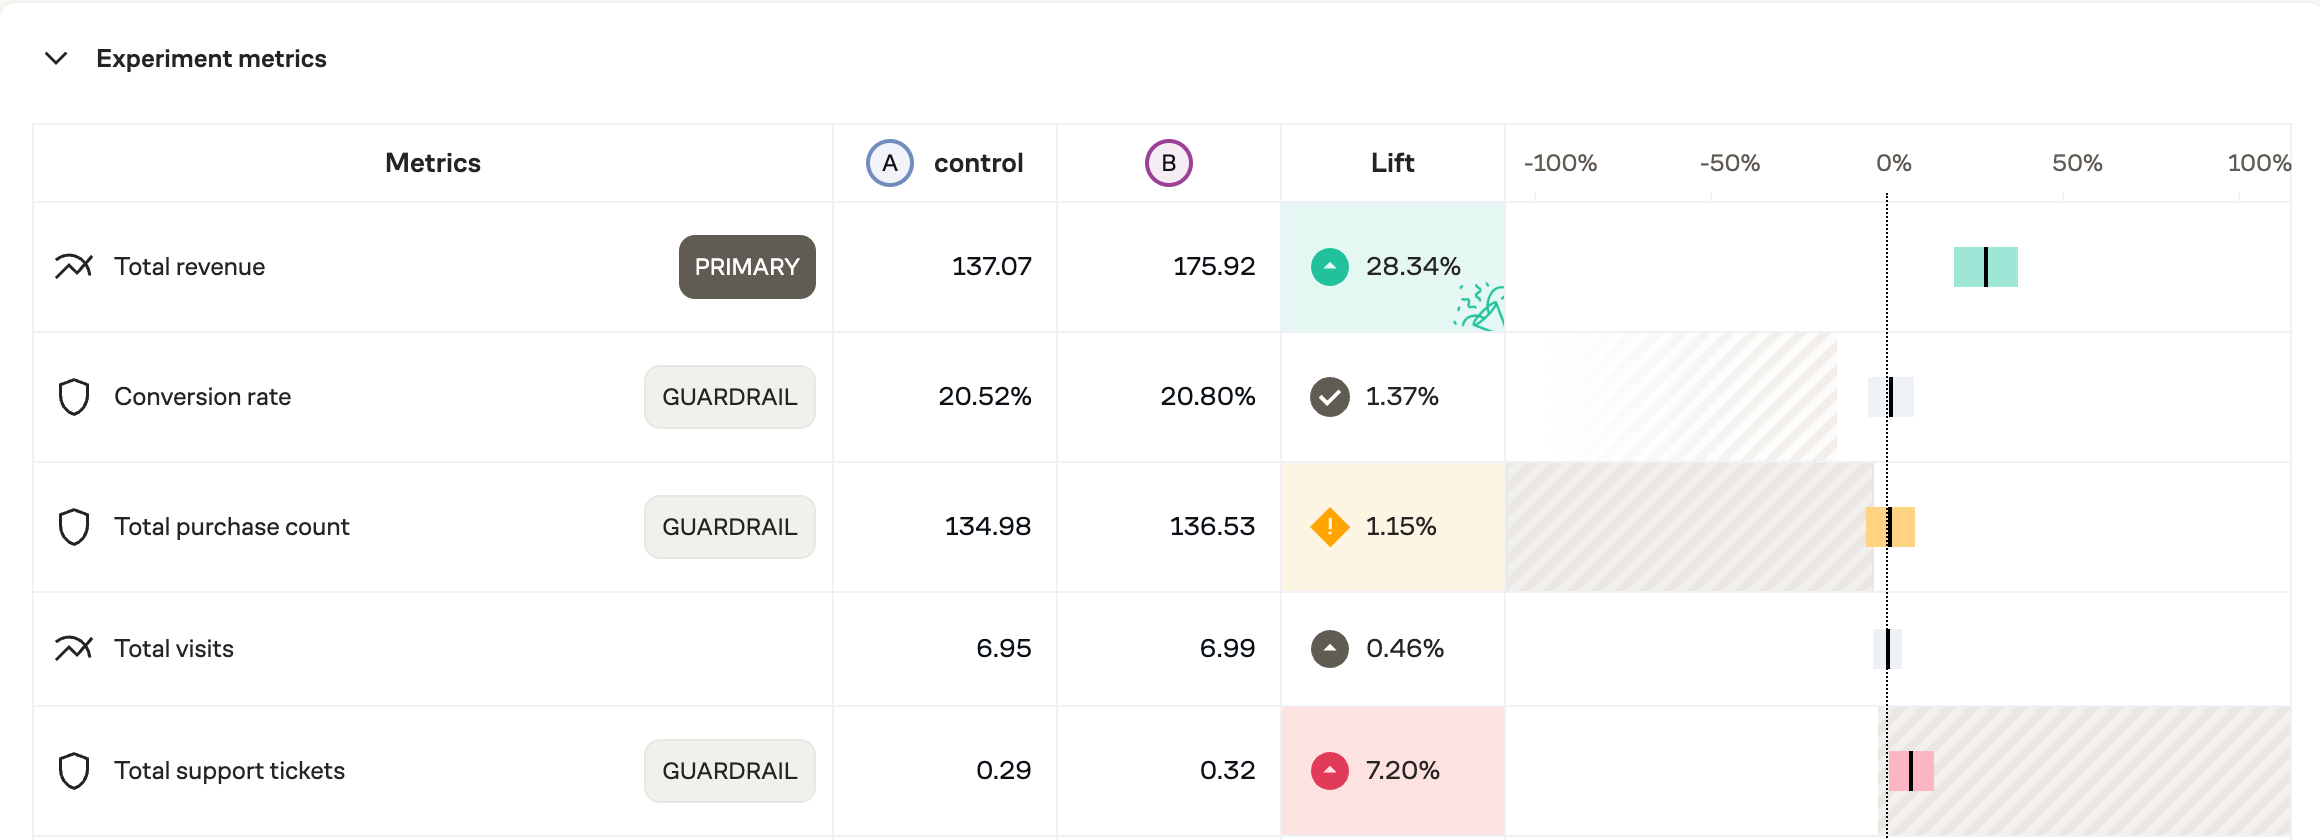 Experiment metrics
Metrics A control B Lift -100% -50% 0% 50% 100%
Total revenue PRIMARY 137.07 175.92 28.34%
Conversion rate GUARDRAIL 20.52% 20.80% 1.37%
Total purchase count GUARDRAIL 134.98 136.53 ! 1.15%
Total visits 6.95 6.99 0.46%
Total support tickets GUARDRAIL 0.29 0.32 7.20%